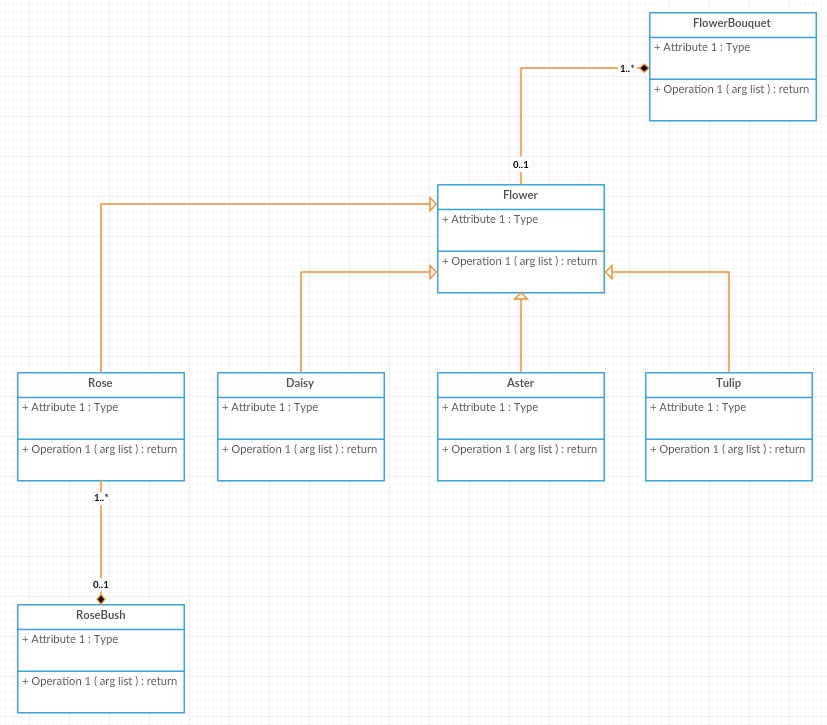 FlowerBouquet
+ Attribute 1 : Type
1..*
+ Operation 1 ( arg list ) : return
0..1
Flower
+ Attribute 1 : Type
+ Operation 1 ( arg list ) : return
Rose
+ Attribute 1 : Type
+ Operation 1 ( arg list ) : return
Daisy
+ Attribute 1 : Type
+ Operation 1 ( arg list ) : return
Aster
+ Attribute 1 : Type
+ Operation 1 ( arg list ) : return
Tulip
+ Attribute 1 : Type
+ Operation 1 ( arg list ) : return
1..*
0..1
RoseBush
+ Attribute 1 : Type
+ Operation 1 ( arg list ) : return